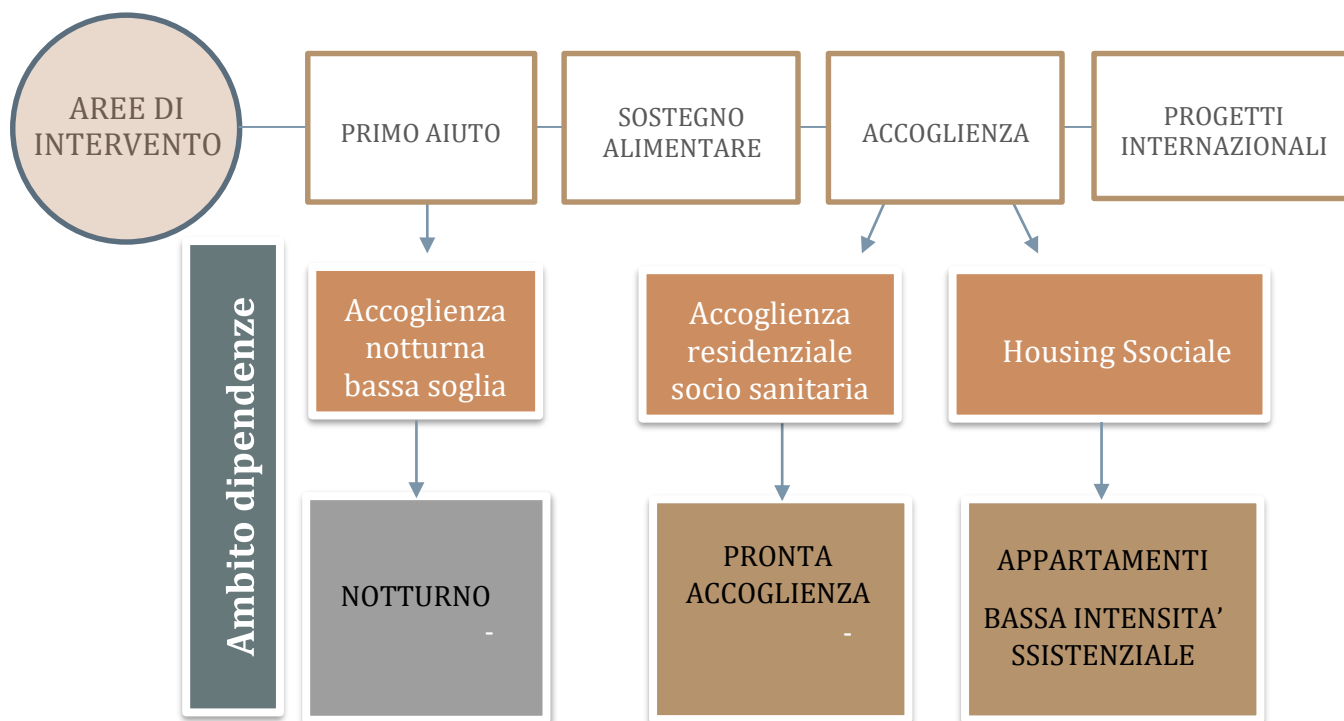 AREE DI
INTERVENTO
PRIMO AIUTO
SOSTEGNO
ALIMENTARE
ACCOGLIENZA
PROGETTI
INTERNAZIONALI
Ambito dipendenze
Accoglienza
notturna
bassa soglia
Accoglienza
residenziale
socio sanitaria
Housing Ssociale
NOTTURNO
-
PRONTA
ACCOGLIENZA
-
APPARTAMENTI
BASSA INTENSITA’
SSISTENZIALE